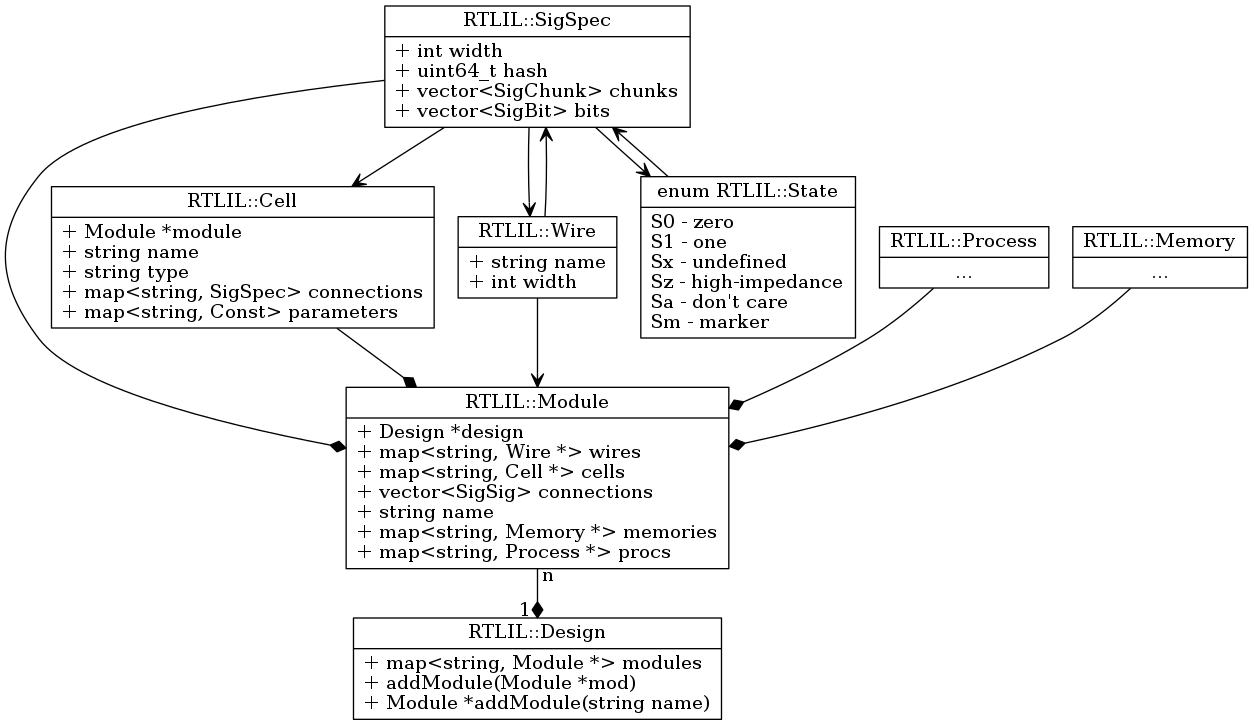 RTLIL::SigSpec
+ int width
+ uint64_t hash
+ vector<SigChunk> chunks
+ vector<SigBit> bits
RTLIL::Cell
+ Module *module
+ string name
+ string type
+ map<string, SigSpec> connections
+ map<string, Const> parameters
RTLIL::Wire
+ string name
+ int width
enum RTLIL::State
S0 - zero
S1 - one
Sx - undefined
Sz - high-impedance
Sa - don't care
Sm - marker
RTLIL::Process
...
RTLIL::Memory
...
RTLIL::Module
+ Design *design
+ map<string, Wire *> wires
+ map<string, Cell *> cells
+ vector<SigSig> connections
+ string name
+ map<string, Memory *> memories
+ map<string, Process *> procs
n
1
RTLIL::Design
+ map<string, Module *> modules
+ addModule(Module *mod)
+ Module *addModule(string name)